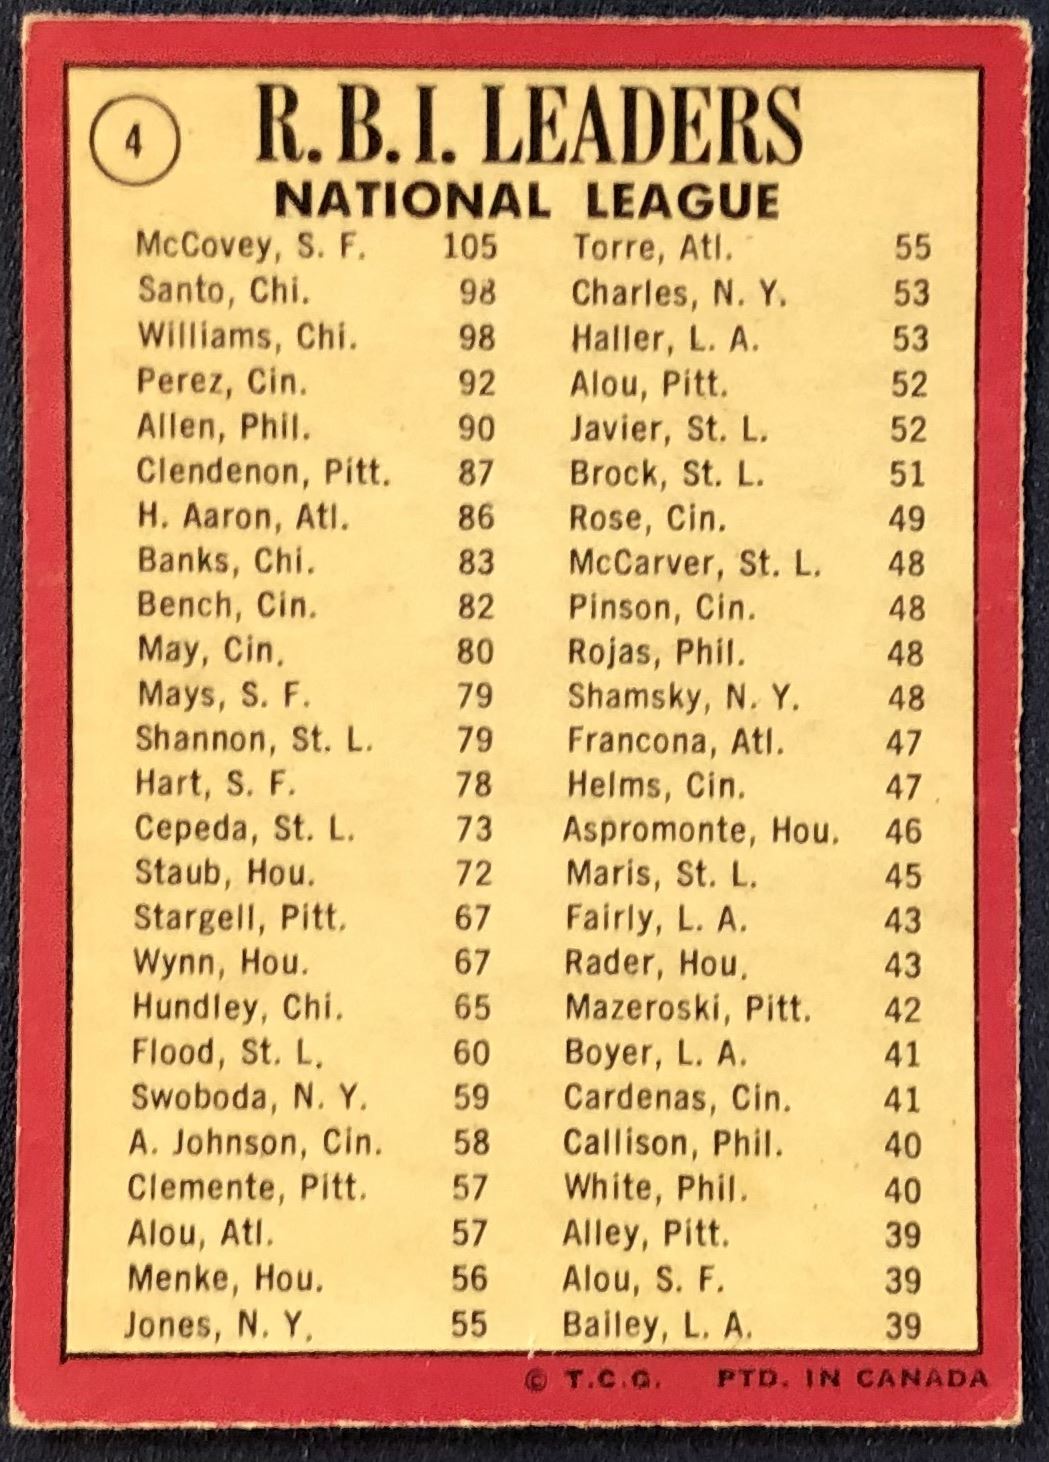 4
R. B. I. LEADERS
NATIONAL LEAGUE
McCovey, S. F. 105
Santo, Chi. 98
Williams, Chi. 98
Perez, Cin. 92
Allen, Phil. 90
Clendenon, Pitt. 87
H. Aaron, Atl. 86
Banks, Chi. 83
Bench, Cin. 82
May, Cin. 80
Mays, S. F. 79
Shannon, St. L. 79
Hart, S. F. 78
Cepeda, St. L. 73
Staub, Hou. 72
Stargell, Pitt. 67
Wynn, Hou. 67
Hundley, Chi. 65
Flood, St. L. 60
Swoboda, N. Y. 59
A. Johnson, Cin. 58
Clemente, Pitt. 57
Alou, Atl. 57
Menke, Hou. 56
Jones, N. Y. 55
Torre, Atl. 55
Charles, N. Y. 53
Haller, L. A. 53
Alou, Pitt. 52
Javier, St. L. 52
Brock, St. L. 51
Rose, Cin. 49
McCarver, St. L. 48
Pinson, Cin. 48
Rojas, Phil. 48
Shamsky, N. Y. 48
Francona, Atl. 47
Helms, Cin. 47
Aspromonte, Hou. 46
Maris, St. L. 45
Fairly, L. A. 43
Rader, Hou. 43
Mazeroski, Pitt. 42
Boyer, L. A. 41
Cardenas, Cin. 41
Callison, Phil. 40
White, Phil. 40
Alley, Pitt. 39
Alou, S. F. 39
Bailey, L. A. 39
© T.C.G. PTD. IN CANADA